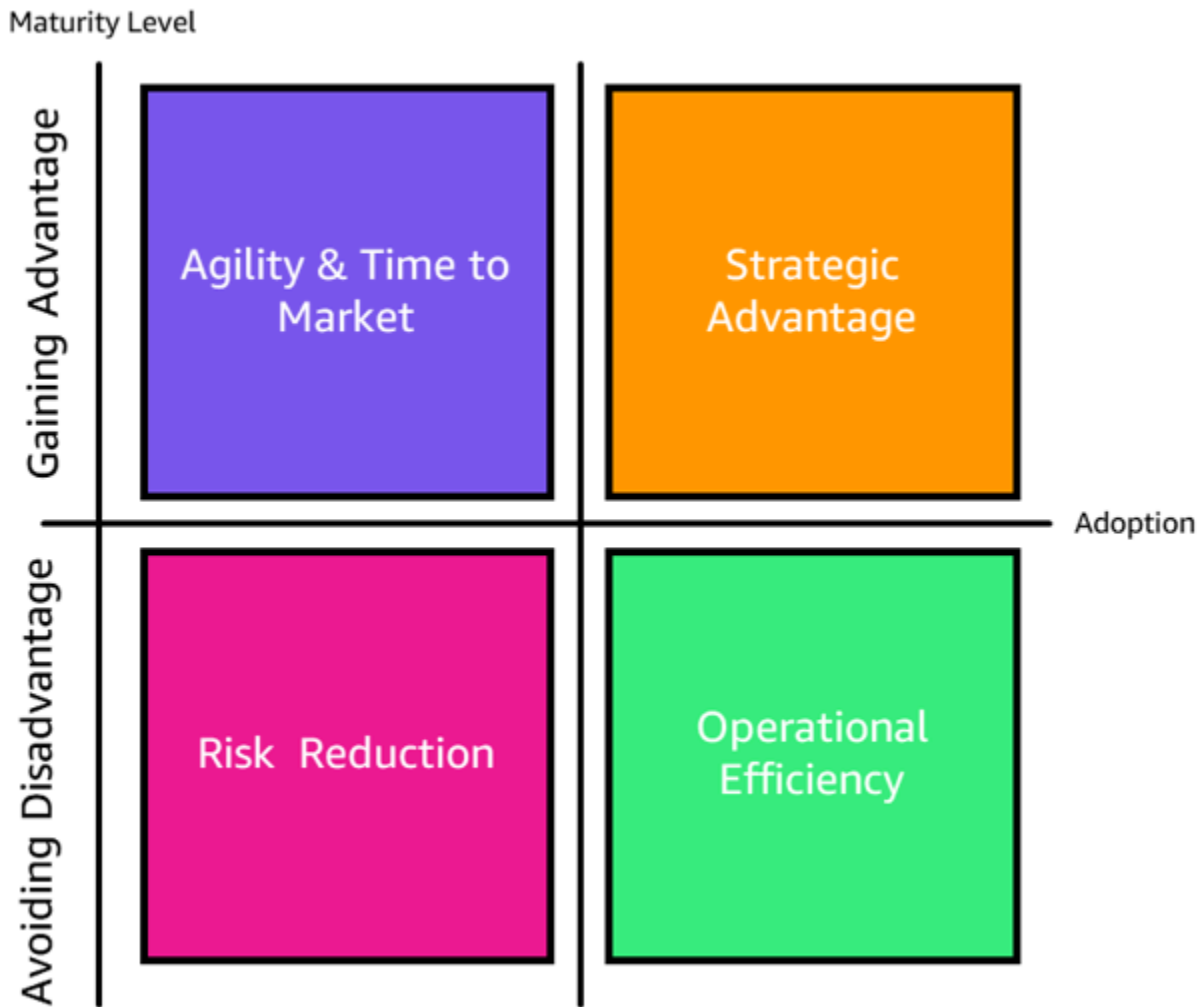 Maturity Level
Gaining Advantage
Agility & Time to
Market
Strategic
Advantage
Adoption
Avoiding Disadvantage
Risk Reduction
Operational
Efficiency